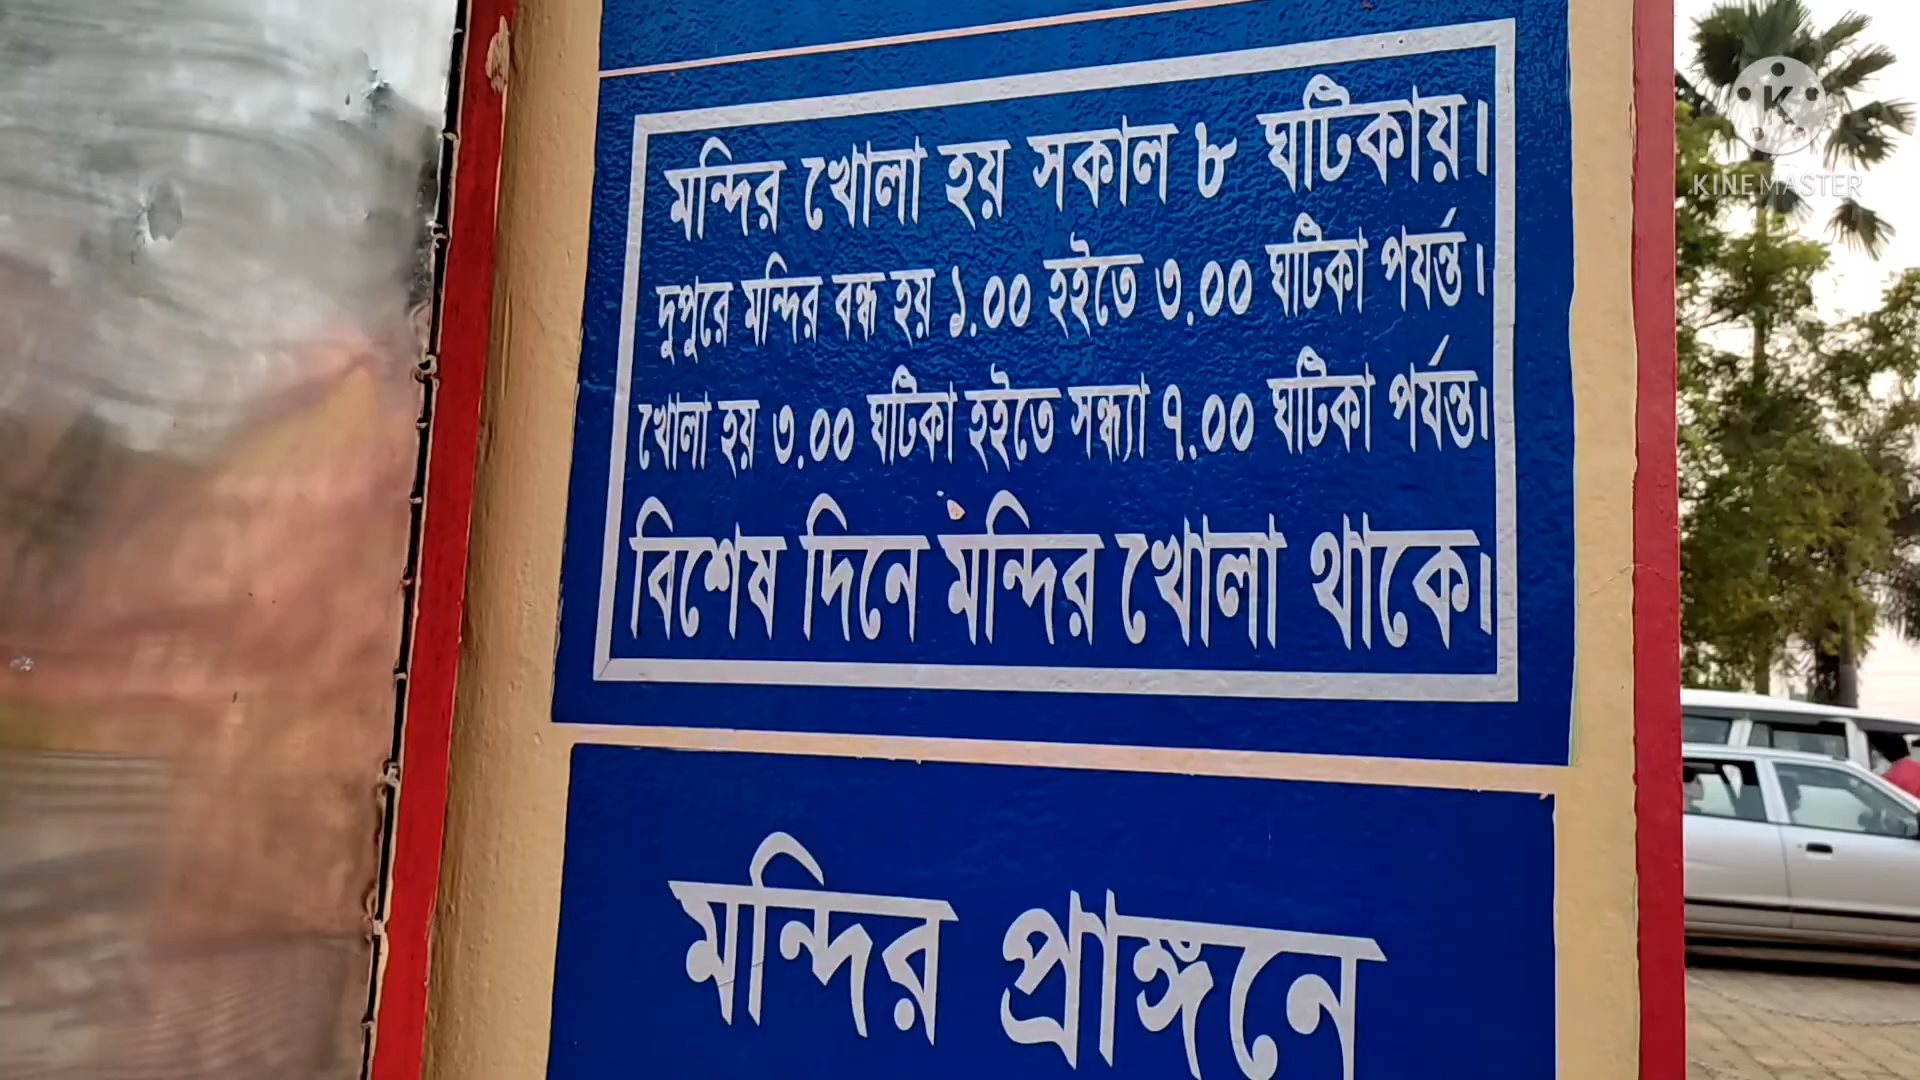 মন্দির খোলা হয় সকাল ৮ ঘটিকায়।
দুপুরে মন্দির বন্ধ হয় ১.০০ হইতে ৩.০০ ঘটিকা পর্যন্ত।
খোলা হয় ৩.০০ ঘটিকা হইতে সন্ধ্যা ৭.০০ ঘটিকা পর্যন্ত।
বিশেষ দিনে মন্দির খোলা থাকে।
মন্দির প্রাঙ্গনে
KINEMASTER